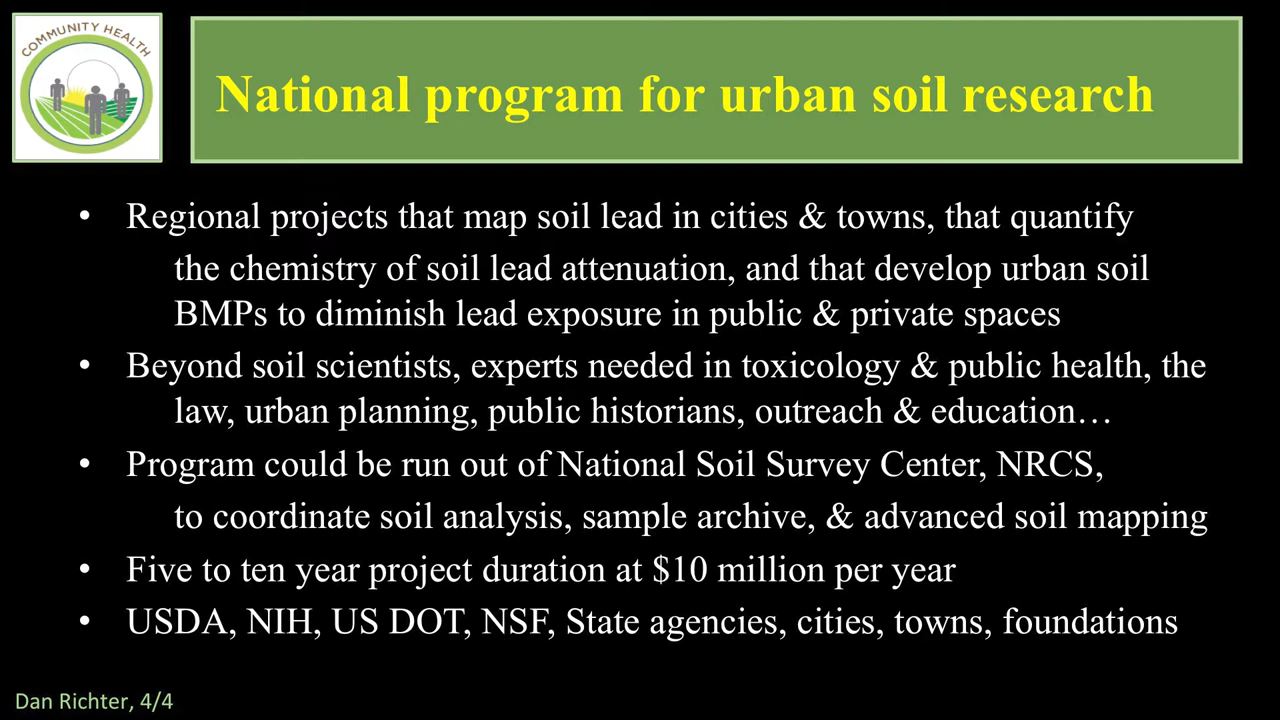 COMMUNITY HEALTH
National program for urban soil research
• Regional projects that map soil lead in cities & towns, that quantify
the chemistry of soil lead attenuation, and that develop urban soil
BMPs to diminish lead exposure in public & private spaces
• Beyond soil scientists, experts needed in toxicology & public health, the
law, urban planning, public historians, outreach & education…
• Program could be run out of National Soil Survey Center, NRCS,
to coordinate soil analysis, sample archive, & advanced soil mapping
• Five to ten year project duration at $10 million per year
• USDA, NIH, US DOT, NSF, State agencies, cities, towns, foundations
Dan Richter, 4/4